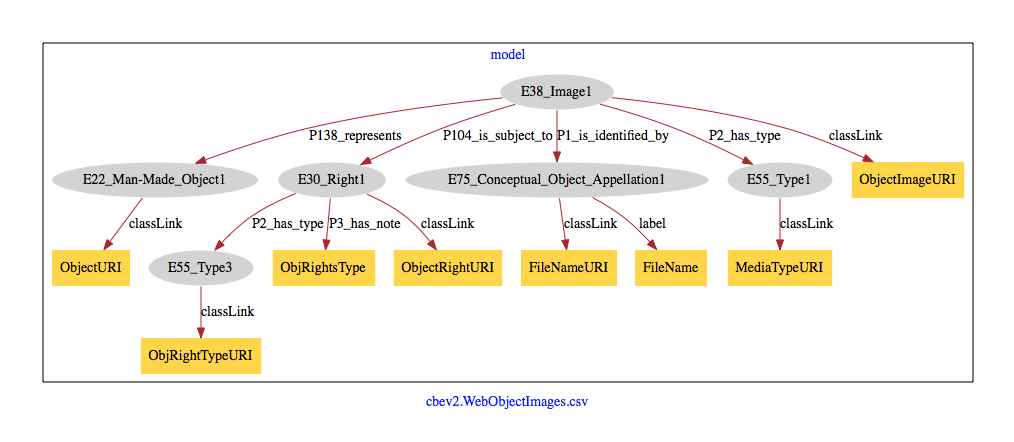 model
E38_Image1
P138_represents P104_is_subject_to P1_is_identified_by P2_has_type classLink
E22_Man-Made_Object1 E30_Right1 E75_Conceptual_Object_Appellation1 E55_Type1 ObjectImageURI
classLink P2_has_type P3_has_note classLink classLink label classLink
ObjectURI E55_Type3 ObjRightsType ObjectRightURI FileNameURI FileName MediaTypeURI
classLink
ObjRightTypeURI
cbev2.WebObjectImages.csv